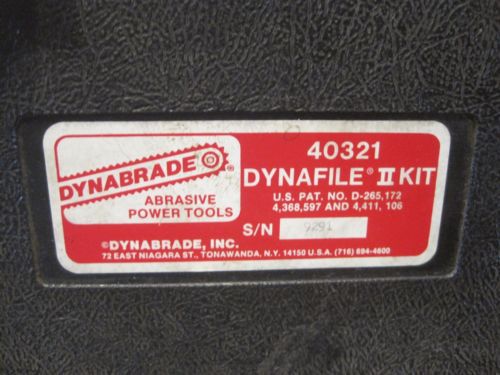 DYNABRADE®
ABRASIVE
POWER TOOLS
40321
DYNAFILE® II KIT
U.S. PAT. NO. D-265,172
4,368,597 AND 4,411, 106
S/N 7291
©DYNABRADE, INC.
72 EAST NIAGARA ST., TONAWANDA, N.Y. 14150 U.S.A. (716) 694-4600